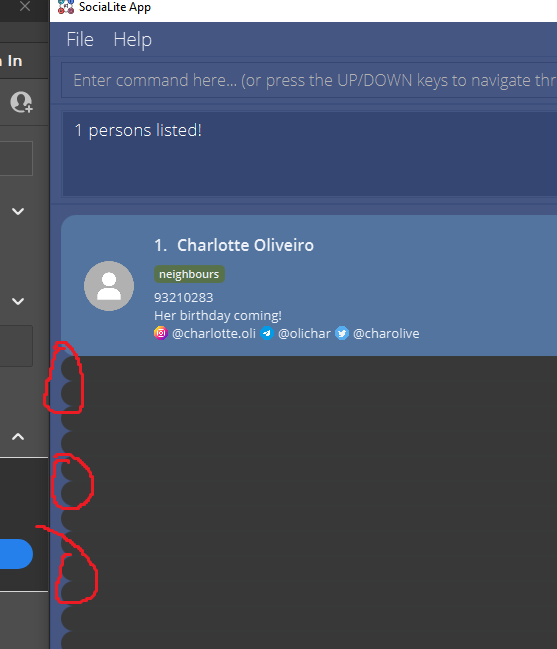 SociaLite App
File Help
n In
Enter command here... (or press the UP/DOWN keys to navigate thr
1 persons listed!
1. Charlotte Oliveiro
neighbours
93210283
Her birthday coming!
@charlotte.oli @olichar @charolive